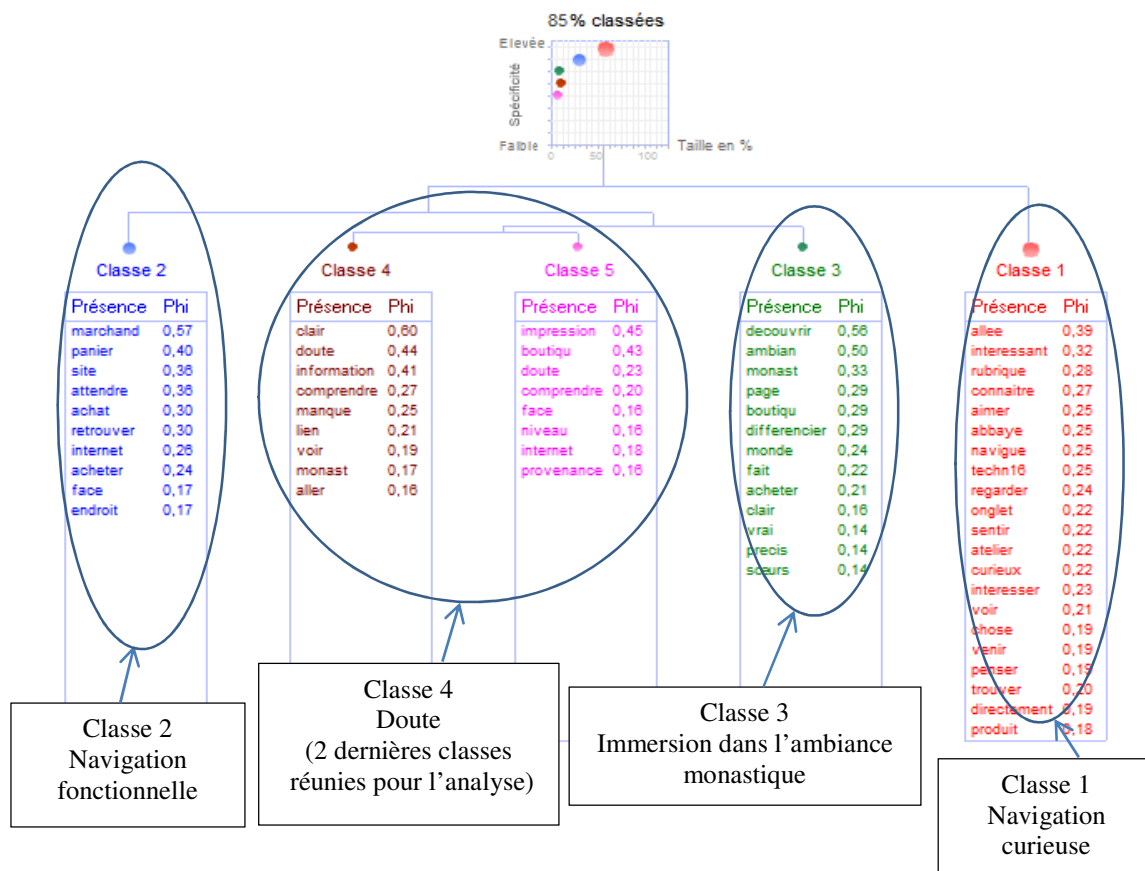 85% classées
Elevée
Spécificité
Faible
0 50 100
Taille en %
Classe 2
Présence Phi
marchand 0,57
panier 0,40
site 0,36
attendre 0,36
achat 0,30
retrouver 0,30
internet 0,26
acheter 0,24
face 0,17
endroit 0,17
Classe 4
Présence Phi
clair 0,60
doute 0,44
information 0,41
comprendre 0,27
manque 0,25
lien 0,21
voir 0,19
monast 0,17
aller 0,16
Classe 5
Présence Phi
impression 0,45
boutiqu 0,43
doute 0,23
comprendre 0,20
face 0,16
niveau 0,16
internet 0,18
provenance 0,16
Classe 3
Présence Phi
decouvrir 0,56
ambian 0,50
monast 0,33
page 0,29
boutiqu 0,29
differencier 0,29
monde 0,24
fait 0,22
acheter 0,21
clair 0,16
vrai 0,14
precis 0,14
sœurs 0,14
Classe 1
Présence Phi
allee 0,39
interessant 0,32
rubrique 0,28
connaitre 0,27
aimer 0,25
abbaye 0,25
navigue 0,25
techn16 0,25
regarder 0,24
onglet 0,22
sentir 0,22
atelier 0,22
curieux 0,22
interesser 0,23
voir 0,21
chose 0,19
venir 0,19
penser 0,19
trouver 0,20
directement 0,19
produit 0,18
Classe 2
Navigation
fonctionnelle
Classe 4
Doute
(2 dernières classes
réunies pour l’analyse)
Classe 3
Immersion dans l’ambiance
monastique
Classe 1
Navigation
curieuse